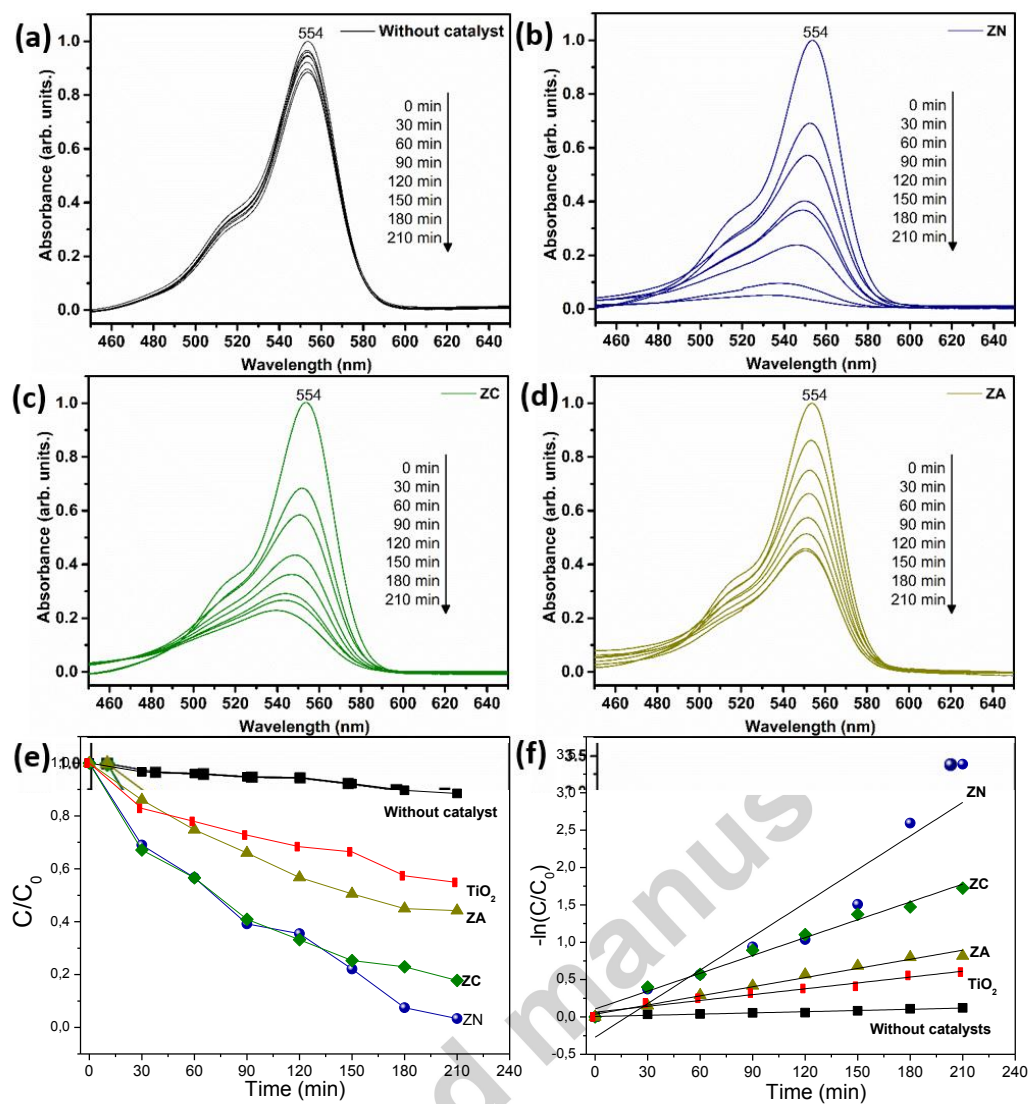 (a)
554
Without catalyst
1.0
0.8
0.6
0.4
0.2
0.0
Absorbance (arb. units.)
0 min
30 min
60 min
90 min
120 min
150 min
180 min
210 min
460 480 500 520 540 560 580 600 620 640
Wavelength (nm)
(b)
554
ZN
1.0
0.8
0.6
0.4
0.2
0.0
Absorbance (arb. units.)
0 min
30 min
60 min
90 min
120 min
150 min
180 min
210 min
460 480 500 520 540 560 580 600 620 640
Wavelength (nm)
(c)
554
ZC
1.0
0.8
0.6
0.4
0.2
0.0
Absorbance (arb. units.)
0 min
30 min
60 min
90 min
120 min
150 min
180 min
210 min
460 480 500 520 540 560 580 600 620 640
Wavelength (nm)
(d)
554
ZA
1.0
0.8
0.6
0.4
0.2
0.0
Absorbance (arb. units.)
0 min
30 min
60 min
90 min
120 min
150 min
180 min
210 min
460 480 500 520 540 560 580 600 620 640
Wavelength (nm)
(e)
0,8
0,6
0,4
0,2
0,0
C/C₀
Without catalyst
TiO₂
ZA
ZC
ZN
0 30 60 90 120 150 180 210
Time (min)
(f)
3,0
2,5
2,0
1,5
1,0
0,5
0,0
-0,5
-ln(C/C₀)
ZN
ZC
ZA
TiO₂
Without catalysts
0 30 60 90 120 150 180 210 240
Time (min)
d manus